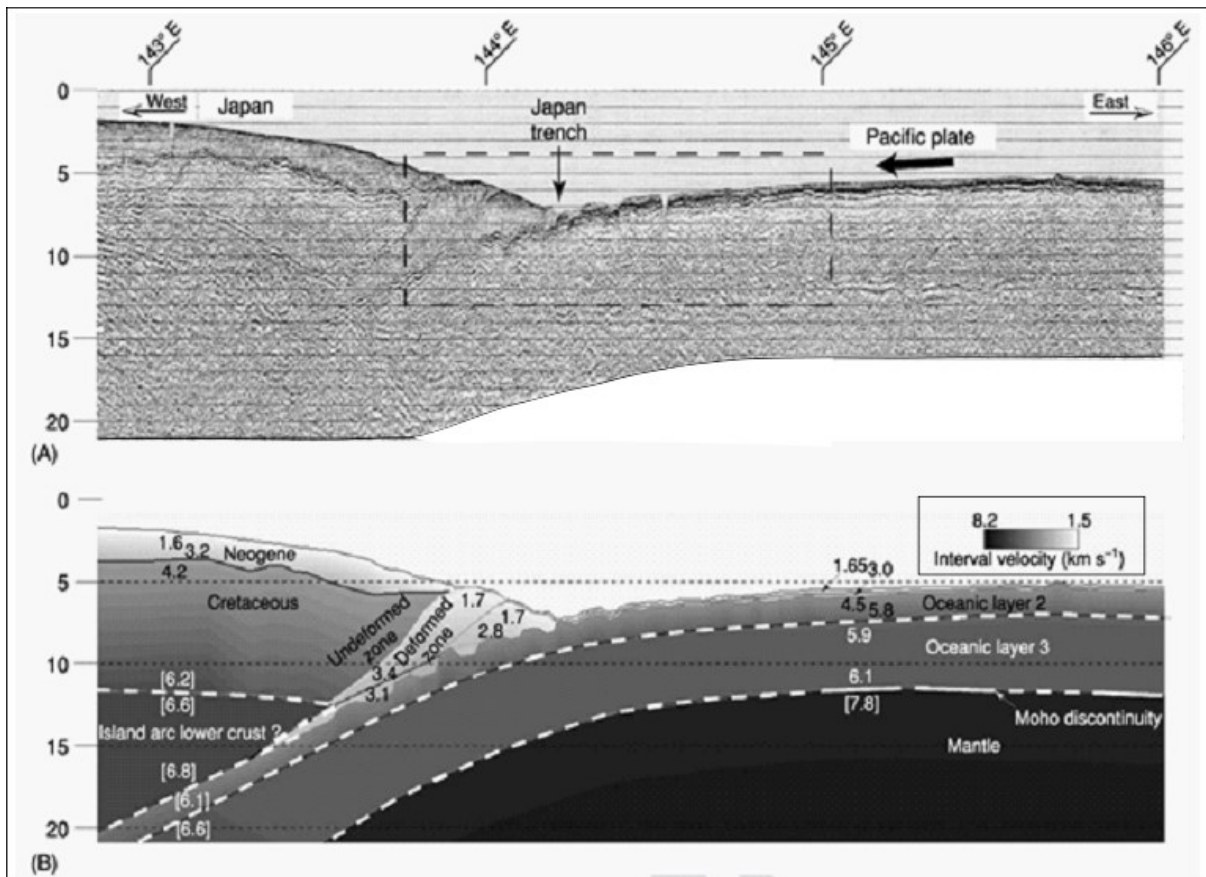 143° E 144° E 145° E 146° E
0
West Japan Japan East
trench Pacific plate
5
10
15
20
(A)
0
8.2 1.5
1.6 3.2 Neogene Interval velocity (km s⁻¹)
4.2 1.65 3.0
5
Cretaceous 1.7 4.5 5.8 Oceanic layer 2
Undeformed
zone
Deformed
zone
1.7
2.8 5.9
Oceanic layer 3
3.4
10
3.1 6.1
[6.2]
[6.6] [7.8] Moho discontinuity
Island arc lower crust ? Mantle
15
[6.8]
[6.1]
[6.6]
20
(B)